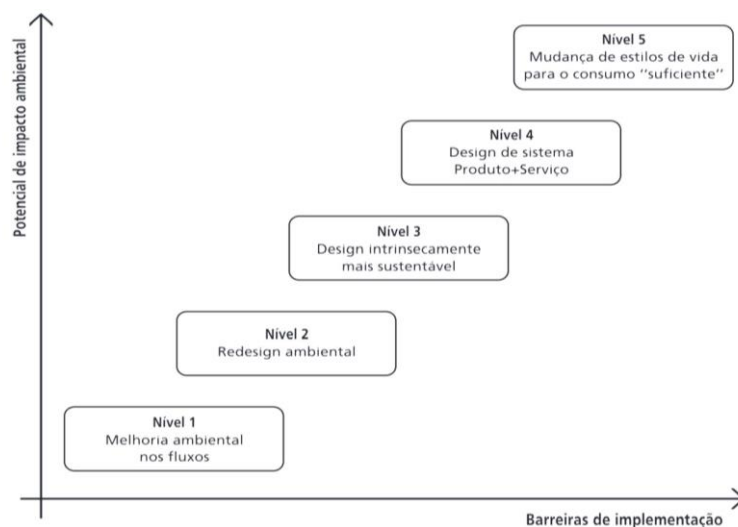 Potencial de impacto ambiental
Nível 5
Mudança de estilos de vida
para o consumo "suficiente"
Nível 4
Design de sistema
Produto+Serviço
Nível 3
Design intrinsecamente
mais sustentável
Nível 2
Redesign ambiental
Nível 1
Melhoria ambiental
nos fluxos
Barreiras de implementação